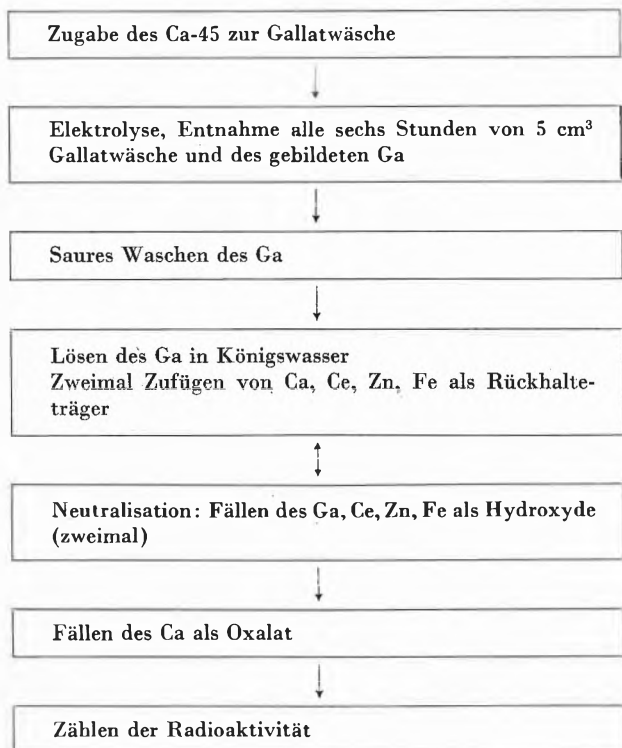 Zugabe des Ca-45 zur Gallatwäsche
Elektrolyse, Entnahme alle sechs Stunden von 5 cm³
Gallatwäsche und des gebildeten Ga
Saures Waschen des Ga
Lösen des Ga in Königswasser
Zweimal Zufügen von Ca, Ce, Zn, Fe als Rückhalte-
träger
Neutralisation: Fällen des Ga, Ce, Zn, Fe als Hydroxyde
(zweimal)
Fällen des Ca als Oxalat
Zählen der Radioaktivität